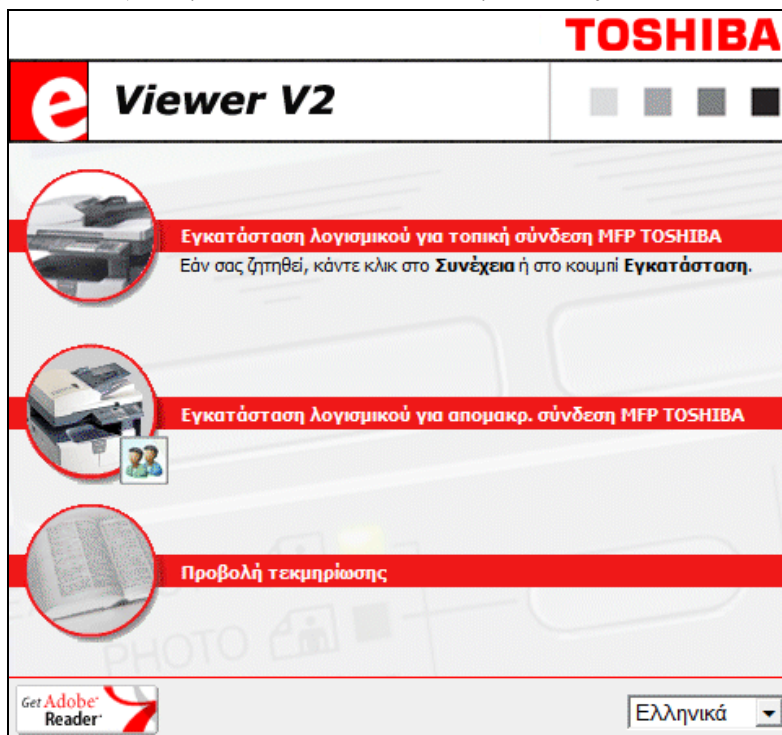 TOSHIBA
e Viewer V2
Εγκατάσταση λογισμικού για τοπική σύνδεση MFP TOSHIBA
Εάν σας ζητηθεί, κάντε κλικ στο Συνέχεια ή στο κουμπί Εγκατάσταση.
Εγκατάσταση λογισμικού για απομακρ. σύνδεση MFP TOSHIBA
Προβολή τεκμηρίωσης
PHOTO
Get Adobe
Reader
Ελληνικά